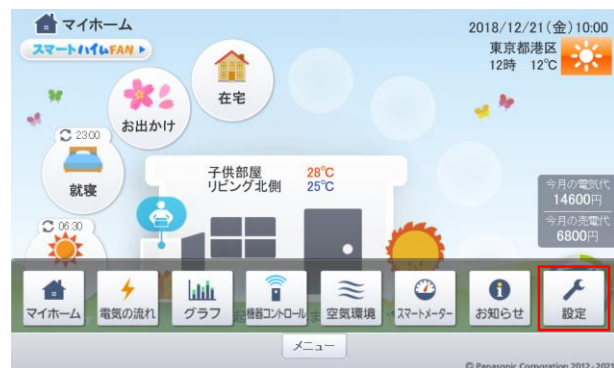 マイホーム
スマートハイムFAN
2018/12/21(金)10:00
東京都港区
12時 12℃
在宅
お出かけ
23:00
就寝
子供部屋 28℃
リビング北側 25℃
今月の電気代
14600円
今月の売電代
6800円
06:30
マイホーム
電気の流れ
グラフ
機器コントロール
空気環境
スマートメーター
お知らせ
設定
メニュー
© Panasonic Corporation 2012-2021